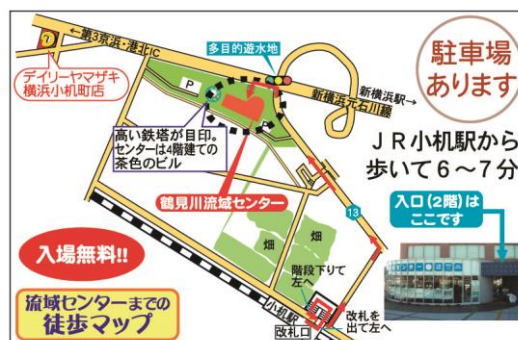 ←第3京浜・港北IC
多目的遊水地
駐車場
あります
デイリーヤマザキ
横浜小机町店
P
新横浜元石川線
新横浜駅→
高い鉄塔が目印。
センターは4階建ての
茶色のビル
P
JR小机駅から
歩いて6～7分
鶴見川流域センター
13
入口(2階)は
ここです
入場無料!!
畑
畑
階段下りて
左へ
流域センターまでの
徒歩マップ
小机駅
改札口
改札を
出て左へ